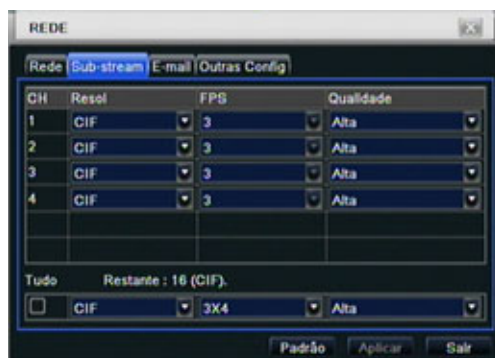 REDE
Rede Sub-stream E-mail Outras Config
CH Resol FPS Qualidade
1 CIF 3 Alta
2 CIF 3 Alta
3 CIF 3 Alta
4 CIF 3 Alta
Tudo Restante : 16 (CIF).
CIF 3X4 Alta
Padrão Aplicar Sair